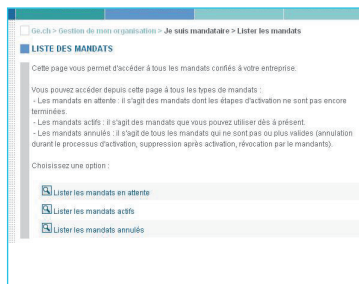 Ge.ch > Gestion de mon organisation > Je suis mandataire > Lister les mandats
LISTE DES MANDATS
Cette page vous permet d'accéder à tous les mandats confiés à votre entreprise.
Vous pouvez accéder depuis cette page à tous les types de mandats :
- Les mandats en attente : il s'agit des mandats dont les étapes d'activation ne sont pas encore
terminées.
- Les mandats actifs : il s'agit des mandats que vous pouvez utiliser dès à présent.
- Les mandats annulés : il s'agit de tous les mandats qui ne sont pas ou plus valides (annulation
durant le processus d'activation, suppression après activation, révocation par le mandants).
Choisissez une option :
Lister les mandats en attente
Lister les mandats actifs
Lister les mandats annulés